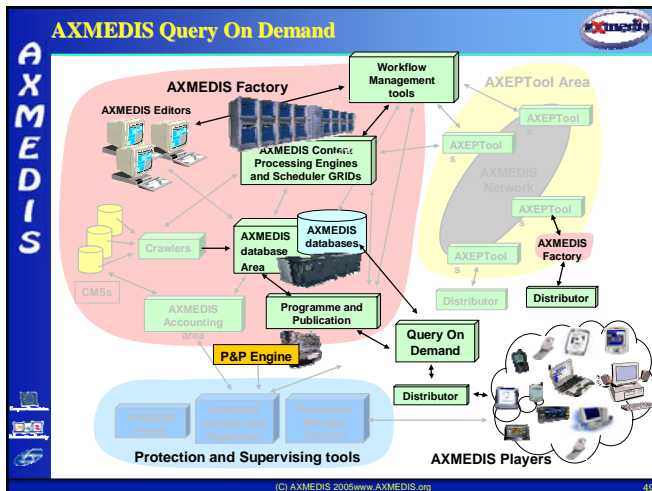 AXMEDIS Query On Demand
axmedis
AXMEDIS
Workflow
Management
tools
AXMEDIS Factory
AXEPTool Area
AXMEDIS Editors
AXEPTool
s
AXEPTool
s
AXMEDIS Content
Processing Engines
and Scheduler GRIDs
AXMEDIS
Network
AXEPTool
s
AXMEDIS
databases
AXMEDIS
database
Area
Crawlers
CMSs
AXMEDIS
Factory
AXEPTool
s
Distributor
Distributor
AXMEDIS
Accounting
area
Programme and
Publication
Query On
Demand
P&P Engine
Distributor
AXMEDIS
AXMEDIS
Protection and Supervising tools
AXMEDIS Players
(C) AXMEDIS 2005www.AXMEDIS.org
49